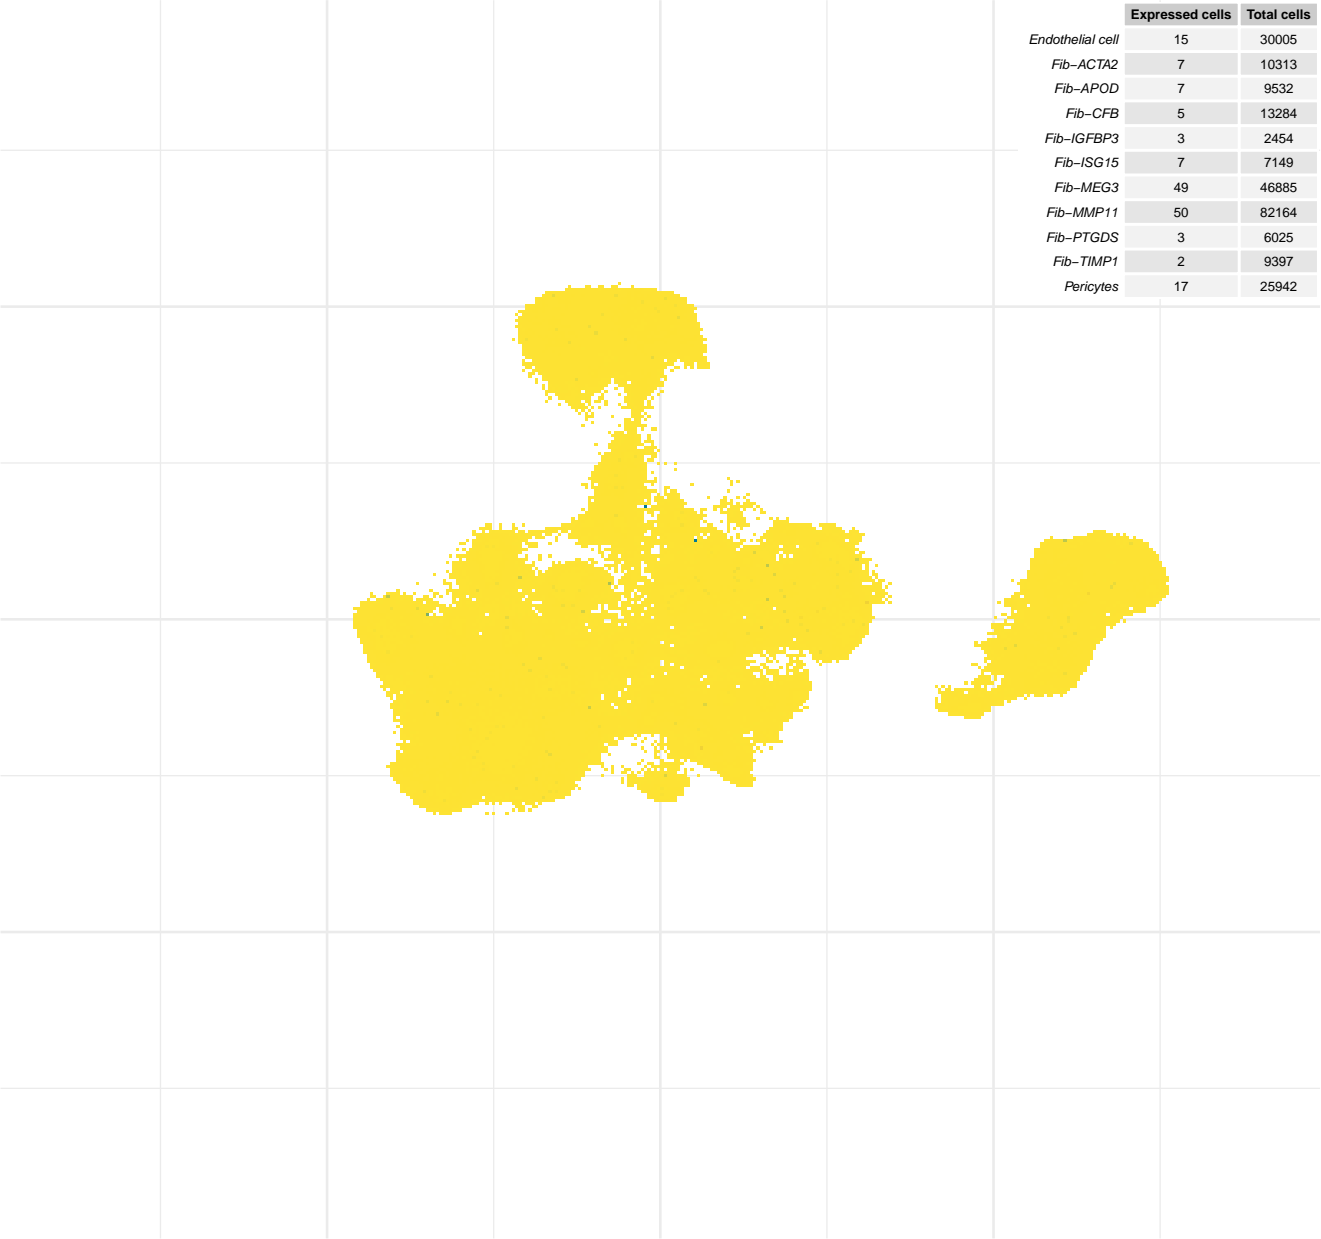 Expressed cells Total cells
Endothelial cell 15 30005
Fib−ACTA2 7 10313
Fib−APOD 7 9532
Fib−CFB 5 13284
Fib−IGFBP3 3 2454
Fib−ISG15 7 7149
Fib−MEG3 49 46885
Fib−MMP11 50 82164
Fib−PTGDS 3 6025
Fib−TIMP1 2 9397
Pericytes 17 25942